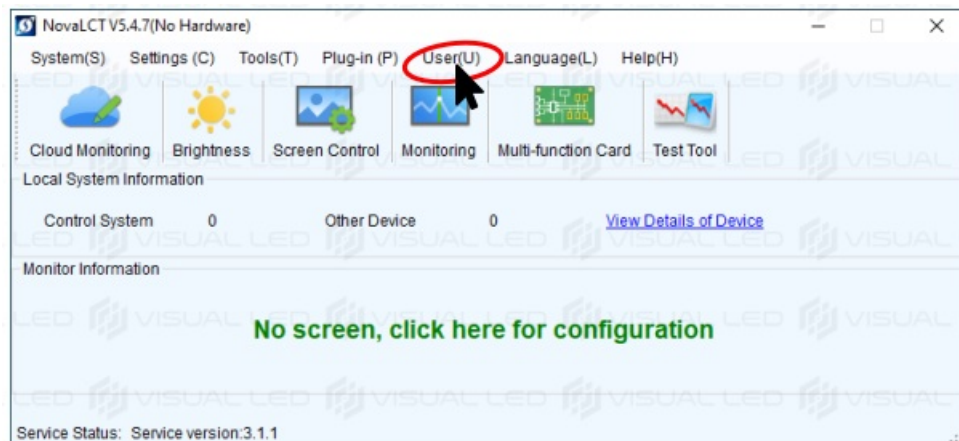 NovaLCT V5.4.7(No Hardware)
System(S) Settings (C) Tools(T) Plug-in (P) User(U) Language(L) Help(H)
Cloud Monitoring Brightness Screen Control Monitoring Multi-function Card Test Tool
Local System Information
Control System 0 Other Device 0 View Details of Device
Monitor Information
No screen, click here for configuration
Service Status: Service version:3.1.1
VISUAL LED